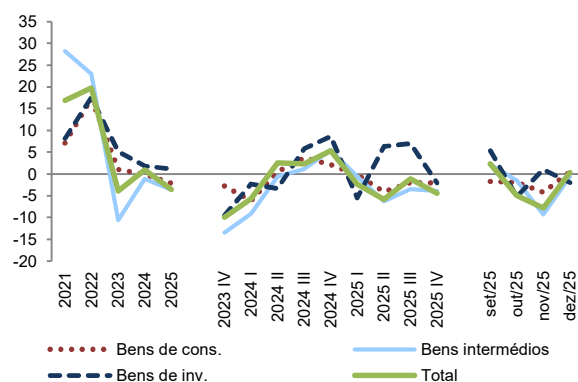 35
30
25
20
15
10
5
0
-5
-10
-15
-20
2021
2022
2023
2024
2025
2023 IV
2024 I
2024 II
2024 III
2024 IV
2025 I
2025 II
2025 III
2025 IV
set/25
out/25
nov/25
dez/25
Bens de cons.
Bens intermédios
Bens de inv.
Total